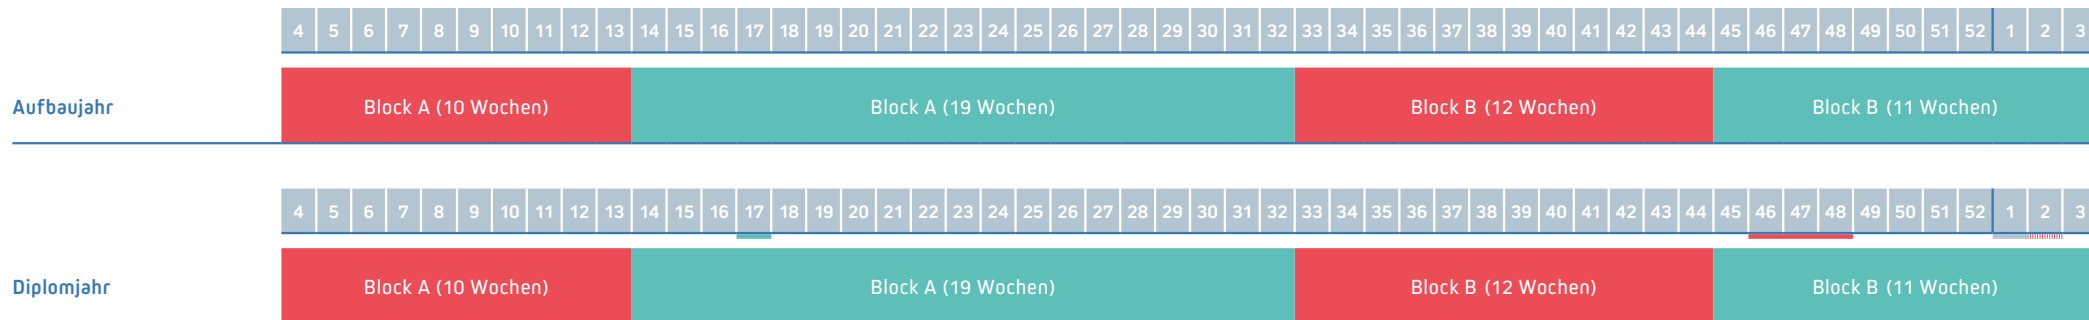 4 5 6 7 8 9 10 11 12 13 14 15 16 17 18 19 20 21 22 23 24 25 26 27 28 29 30 31 32 33 34 35 36 37 38 39 40 41 42 43 44 45 46 47 48 49 50 51 52 1 2 3
Aufbaujahr Block A (10 Wochen) Block A (19 Wochen) Block B (12 Wochen) Block B (11 Wochen)
4 5 6 7 8 9 10 11 12 13 14 15 16 17 18 19 20 21 22 23 24 25 26 27 28 29 30 31 32 33 34 35 36 37 38 39 40 41 42 43 44 45 46 47 48 49 50 51 52 1 2 3
Diplomjahr Block A (10 Wochen) Block A (19 Wochen) Block B (12 Wochen) Block B (11 Wochen)